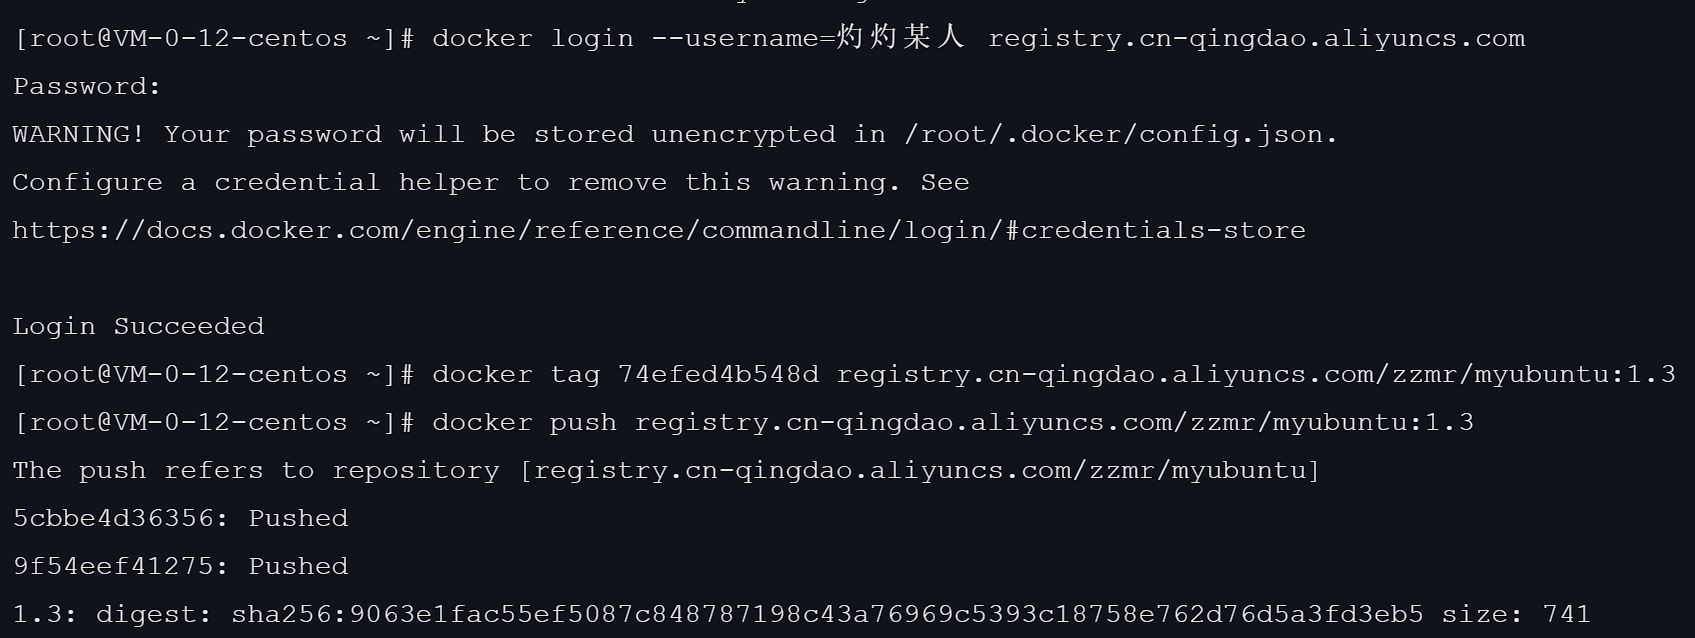 [root@VM-0-12-centos ~]# docker login --username=灼灼某人 registry.cn-qingdao.aliyuncs.com
Password:
WARNING! Your password will be stored unencrypted in /root/.docker/config.json.
Configure a credential helper to remove this warning. See
https://docs.docker.com/engine/reference/commandline/login/#credentials-store
Login Succeeded
[root@VM-0-12-centos ~]# docker tag 74efed4b548d registry.cn-qingdao.aliyuncs.com/zzmr/myubuntu:1.3
[root@VM-0-12-centos ~]# docker push registry.cn-qingdao.aliyuncs.com/zzmr/myubuntu:1.3
The push refers to repository [registry.cn-qingdao.aliyuncs.com/zzmr/myubuntu]
5cbbe4d36356: Pushed
9f54eef41275: Pushed
1.3: digest: sha256:9063e1fac55ef5087c848787198c43a76969c5393c18758e762d76d5a3fd3eb5 size: 741